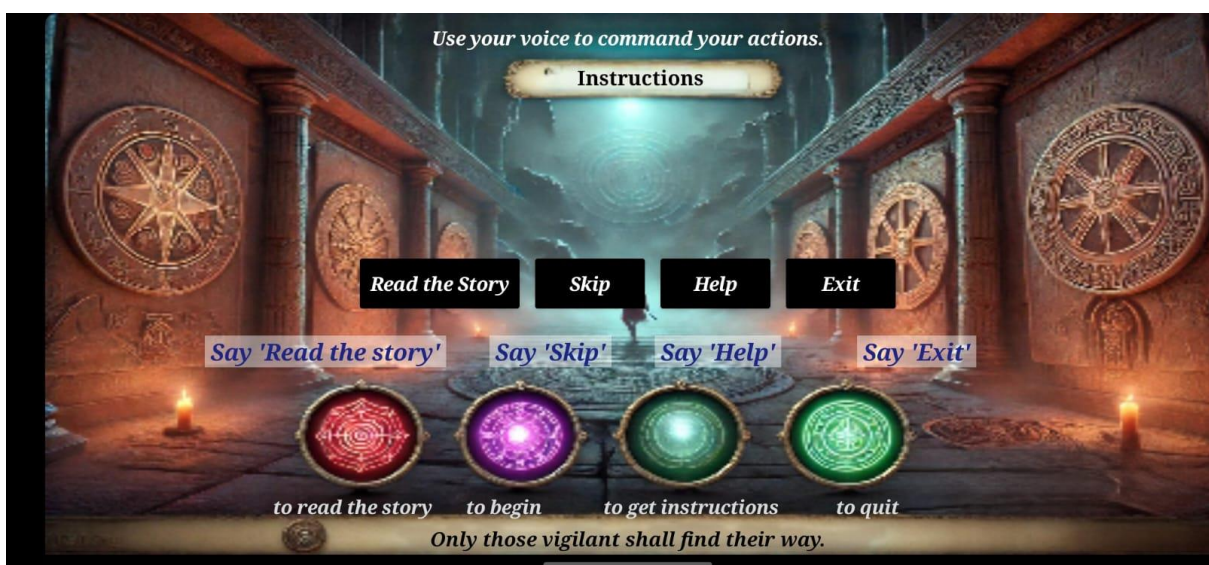 Use your voice to command your actions.
Instructions
Read the Story Skip Help Exit
Say 'Read the story' Say 'Skip' Say 'Help' Say 'Exit'
to read the story to begin to get instructions to quit
Only those vigilant shall find their way.